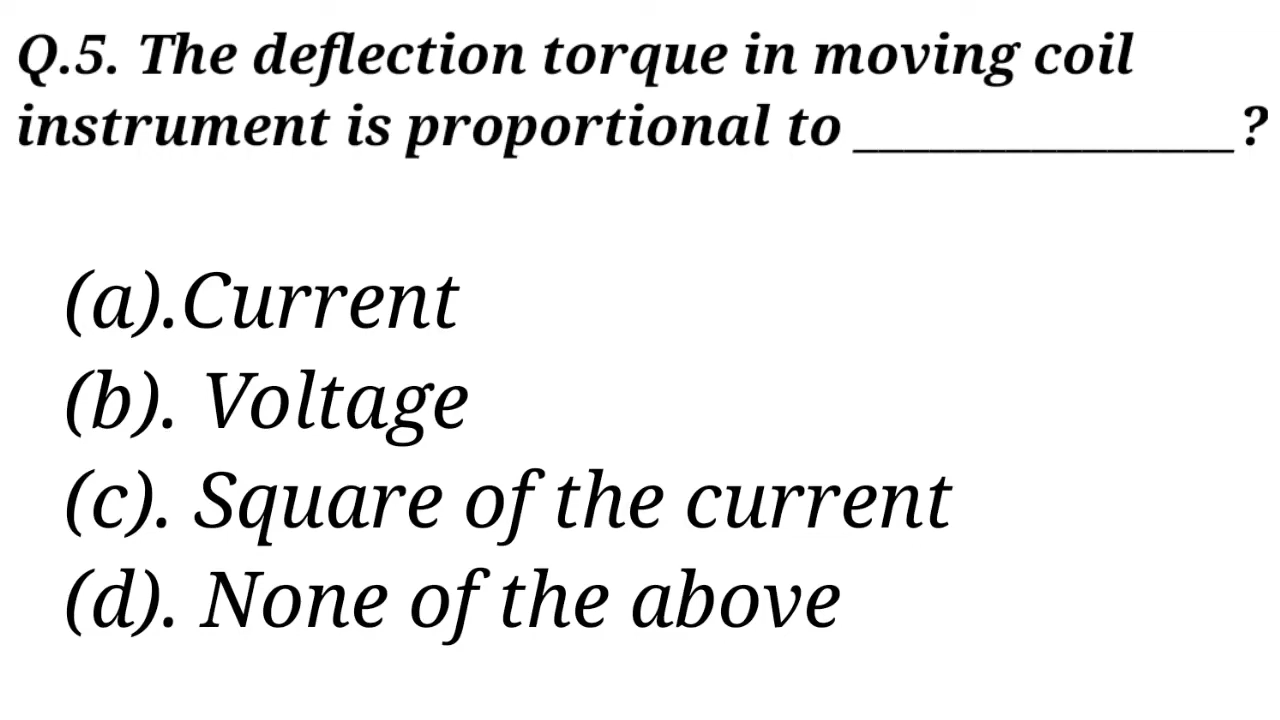 Q.5. The deflection torque in moving coil
instrument is proportional to _______________?
(a).Current
(b). Voltage
(c). Square of the current
(d). None of the above